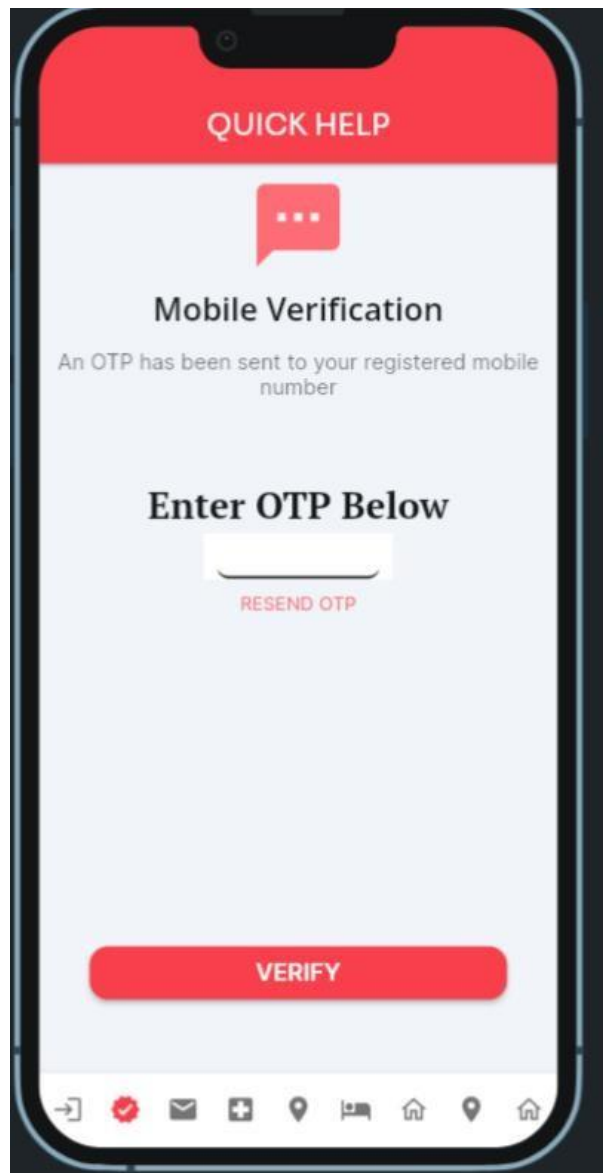 QUICK HELP
Mobile Verification
An OTP has been sent to your registered mobile
number
Enter OTP Below
RESEND OTP
VERIFY